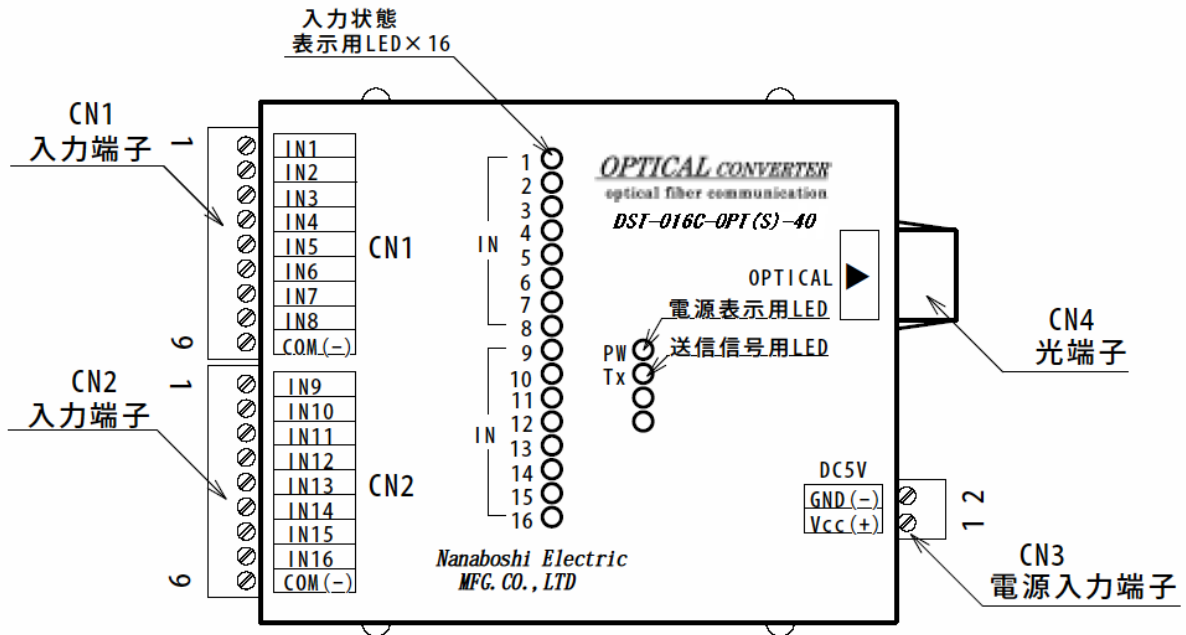 入力状態
表示用LED×16
CN1
入力端子
1
9
IN1
IN2
IN3
IN4
IN5
IN6
IN7
IN8
COM(-)
CN1
CN2
入力端子
1
9
IN9
IN10
IN11
IN12
IN13
IN14
IN15
IN16
COM(-)
CN2
IN
1
2
3
4
5
6
7
8
IN
9
10
11
12
13
14
15
16
OPTICAL CONVERTER
optical fiber communication
DSI-016C-OPT(S)-40
OPTICAL
電源表示用LED
PW
送信信号用LED
Tx
CN4
光端子
DC5V
GND(-)
Vcc(+)
2
1
CN3
電源入力端子
Nanaboshi Electric
MFG.CO.,LTD